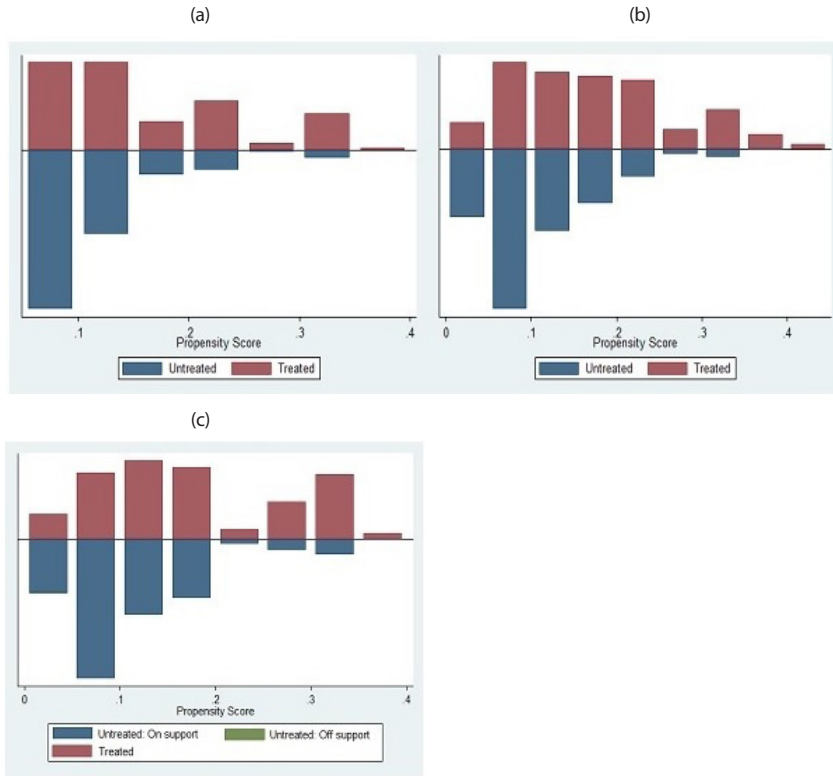 (a)
(b)
.1 .2 .3 .4
Propensity Score
Untreated Treated
0 .1 .2 .3 .4
Propensity Score
Untreated Treated
(c)
0 .1 .2 .3 .4
Propensity Score
Untreated: On support Untreated: Off support
Treated